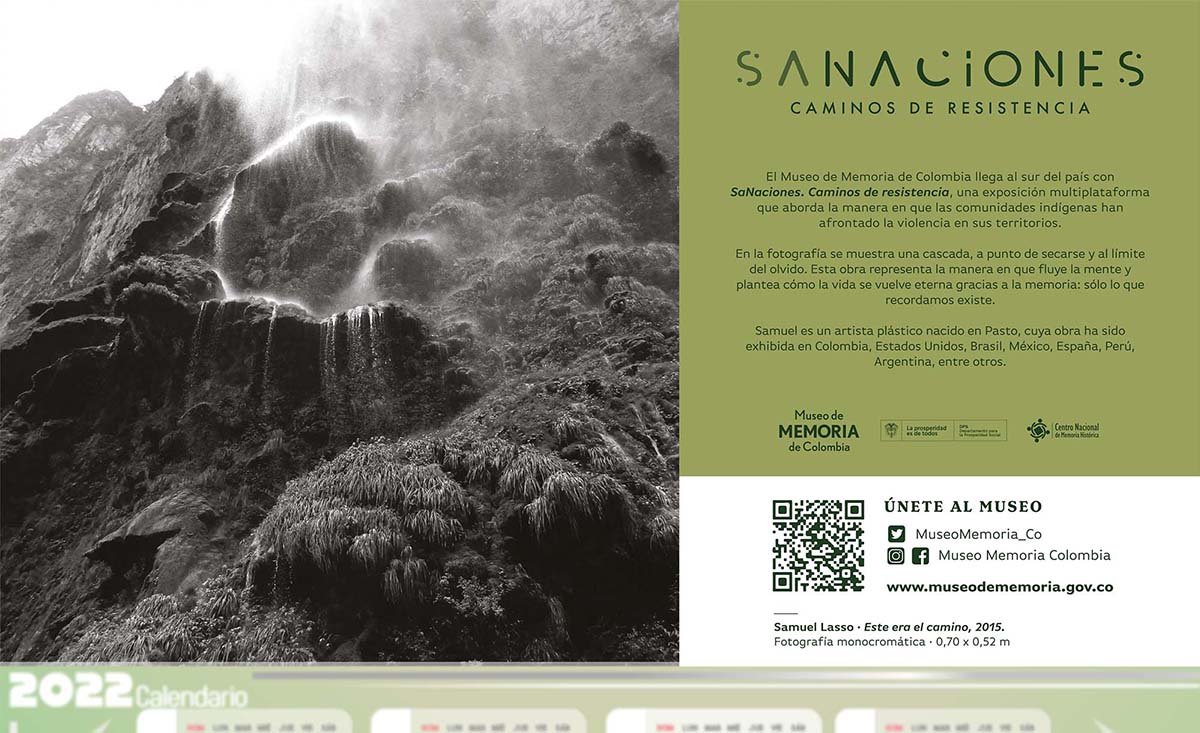 SANACiONES
CAMINOS DE RESISTENCIA
El Museo de Memoria de Colombia llega al sur del país con
SaNaciones. Caminos de resistencia, una exposición multiplataforma
que aborda la manera en que las comunidades indígenas han
afrontado la violencia en sus territorios.
En la fotografía se muestra una cascada, a punto de secarse y al límite
del olvido. Esta obra representa la manera en que fluye la mente y
plantea cómo la vida se vuelve eterna gracias a la memoria: sólo lo que
recordamos existe.
Samuel es un artista plástico nacido en Pasto, cuya obra ha sido
exhibida en Colombia, Estados Unidos, Brasil, México, España, Perú,
Argentina, entre otros.
Museo de
MEMORIA
de Colombia
La prosperidad
es de todos
DPS
Departamento para
la Prosperidad Social
Centro Nacional
de Memoria Histórica
ÚNETE AL MUSEO
MuseoMemoria_Co
Museo Memoria Colombia
www.museodememoria.gov.co
Samuel Lasso · Este era el camino, 2015.
Fotografía monocromática · 0,70 x 0,52 m
2022 Calendario
DOM LUN MAR MIÉ JUE VIE SÁB
DOM LUN MAR MIÉ JUE VIE SÁB
DOM LUN MAR MIÉ JUE VIE SÁB
DOM LUN MAR MIÉ JUE VIE SÁB